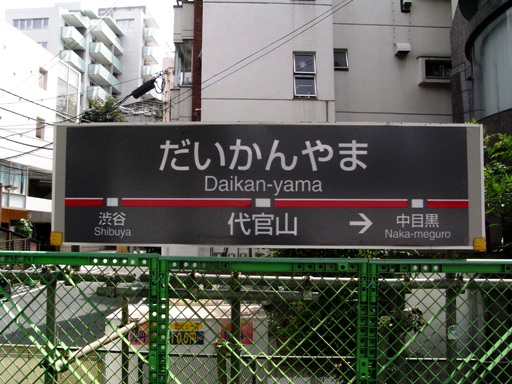 だいかんやま
Daikan-yama
渋谷 代官山 → 中目黒
Shibuya Naka-meguro